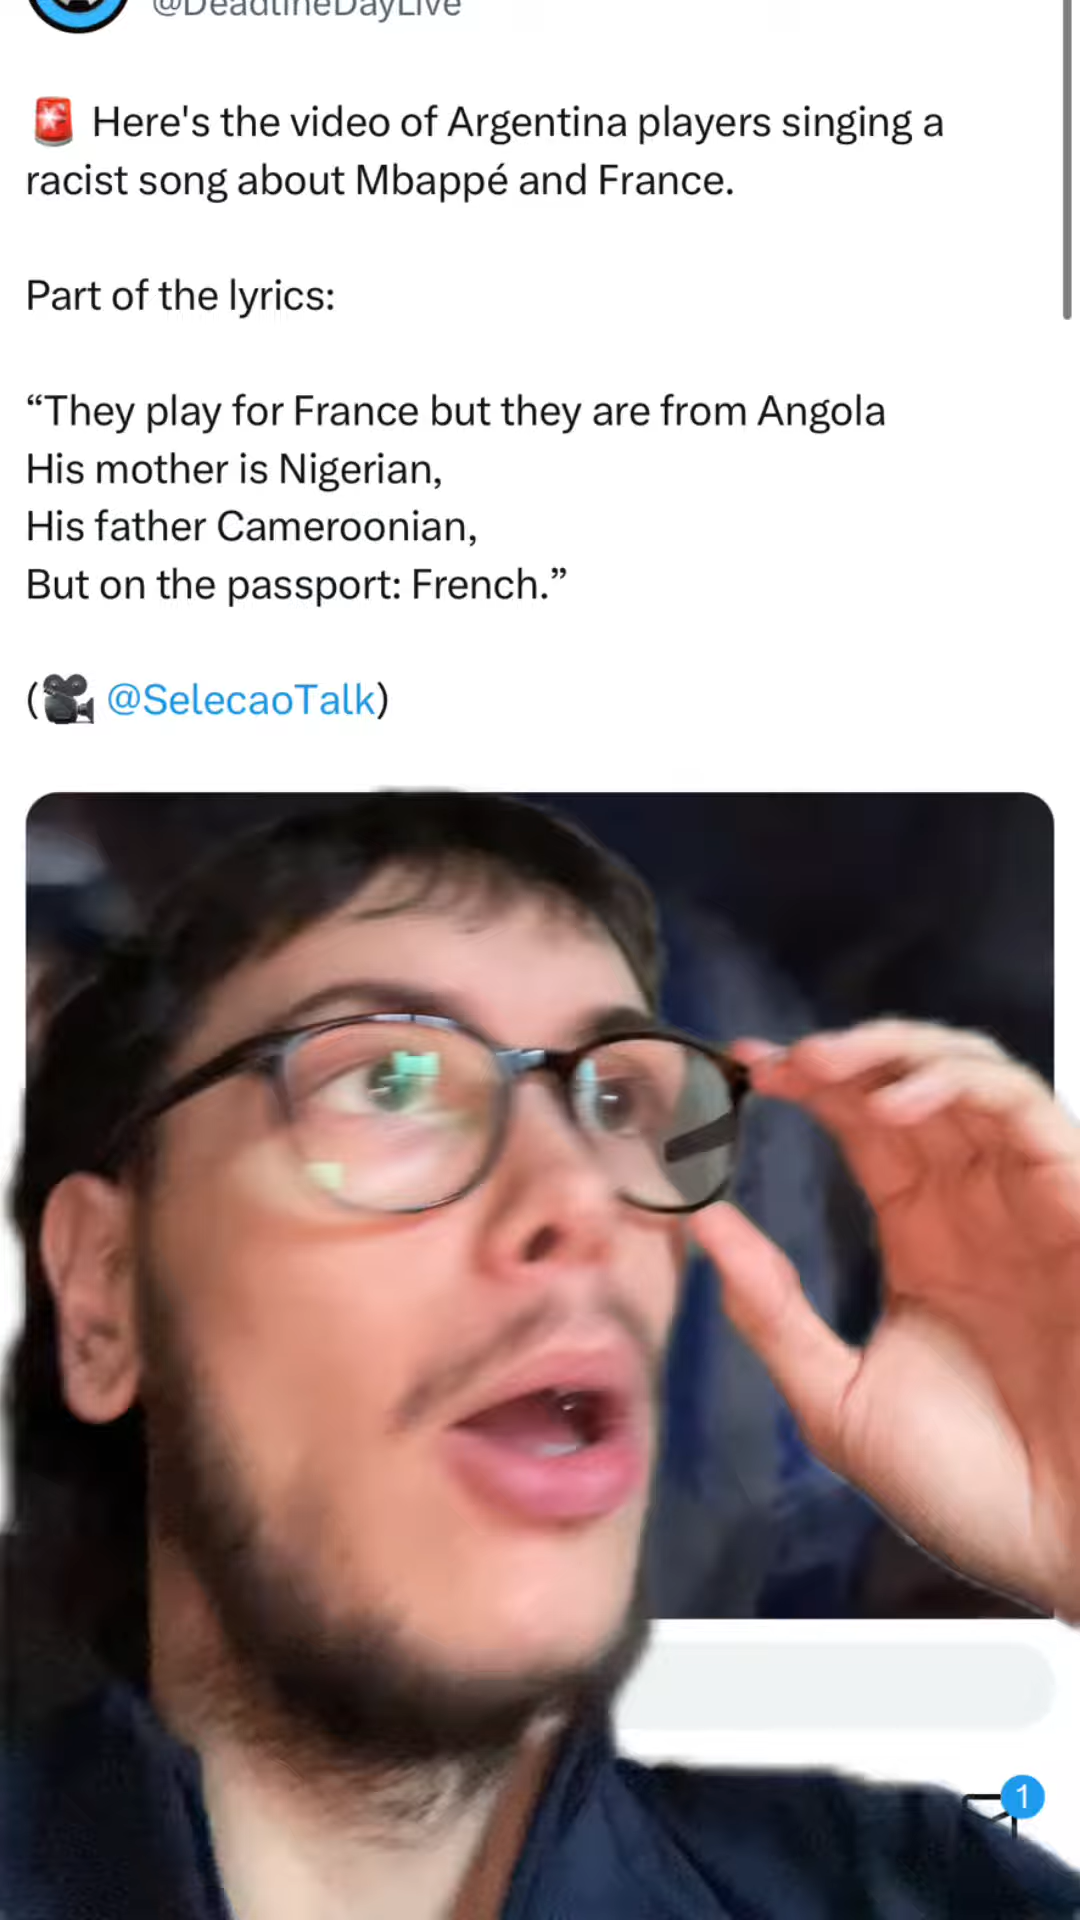 @DeadlineDayLive
🚨 Here's the video of Argentina players singing a
racist song about Mbappé and France.
Part of the lyrics:
“They play for France but they are from Angola
His mother is Nigerian,
His father Cameroonian,
But on the passport: French.”
(🎥 @SelecaoTalk)
1